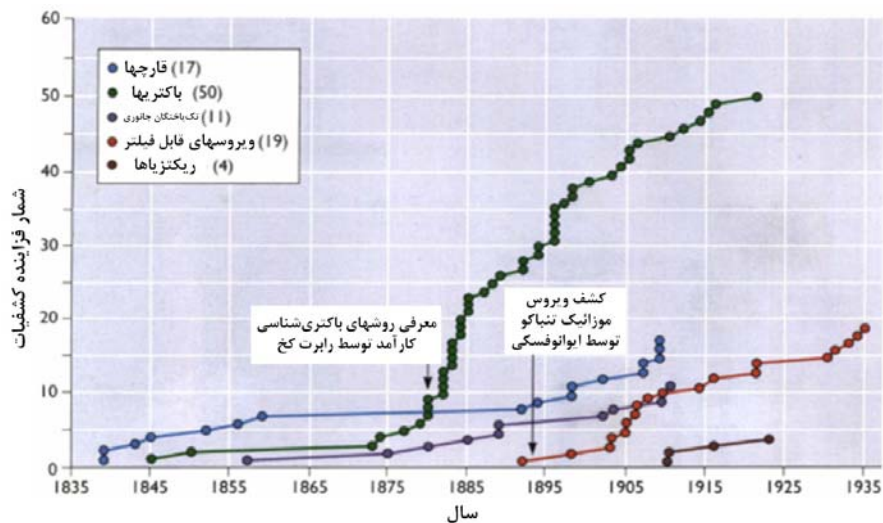 60
50
40
30
20
10
0
شمار فزاینده کشفیات
قارچها (17)
باکتریها (50)
تک‌یاختگان جانوری (11)
ویروسهای قابل فیلتر (19)
ریکتزیاها (4)
معرفی روشهای باکتری‌شناسی
کارآمد توسط رابرت کخ
کشف ویروس
موزائیک تنباکو
توسط ایوانوفسکی
1835 1845 1855 1865 1875 1885 1895 1905 1915 1925 1935
سال